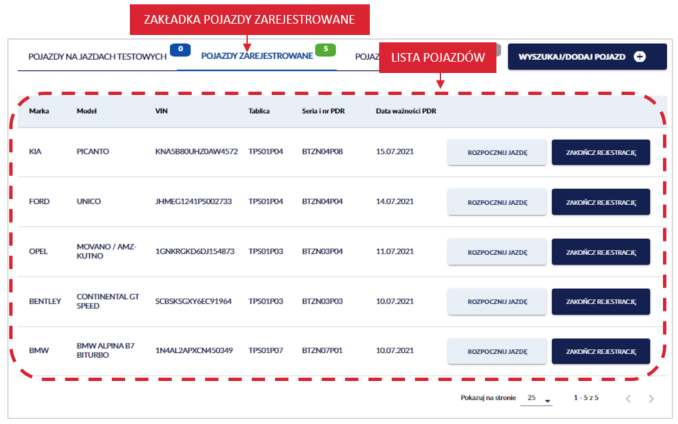 ZAKŁADKA POJAZDY ZAREJESTROWANE
POJAZDY NA JAZDACH TESTOWYCH 0 POJAZDY ZAREJESTROWANE 5 POJAZ LISTA POJAZDÓW WYSZUKAJ/DODAJ POJAZD
Marka Model VIN Tablica Seria i nr PDR Data ważności PDR
KIA PICANTO KNA5B80UHZ0AW4572 TPS01P04 BTZN04P08 15.07.2021 ROZPOCZNIJ JAZDĘ ZAKOŃCZ REJESTRACJĘ
FORD UNICO JHMEG1241PS002733 TPS01P04 BTZN04P04 14.07.2021 ROZPOCZNIJ JAZDĘ ZAKOŃCZ REJESTRACJĘ
OPEL MOVANO / AMZ-
KUTNO 1GNKRGKD6DJ154873 TPS01P03 BTZN03P04 11.07.2021 ROZPOCZNIJ JAZDĘ ZAKOŃCZ REJESTRACJĘ
BENTLEY CONTINENTAL GT
SPEED SCBSKSGXY6EC91964 TPS01P03 BTZN03P03 10.07.2021 ROZPOCZNIJ JAZDĘ ZAKOŃCZ REJESTRACJĘ
BMW BMW ALPINA B7
BITURBO 1N4AL2APXCN450349 TPS01P07 BTZN07P01 10.07.2021 ROZPOCZNIJ JAZDĘ ZAKOŃCZ REJESTRACJĘ
Pokazuj na stronie 25 1 - 5 z 5